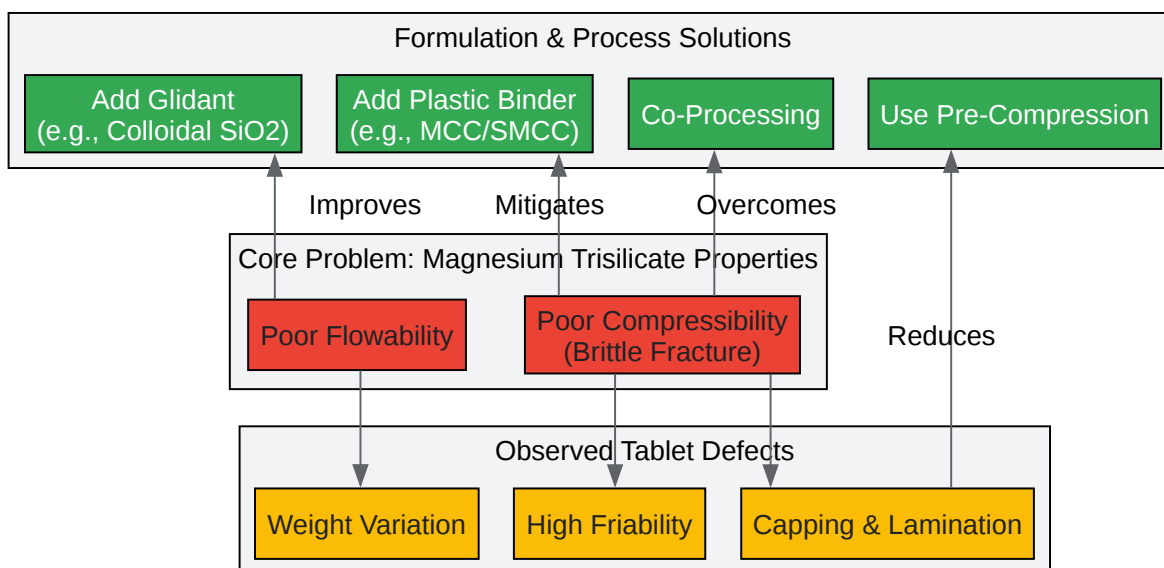 Formulation & Process Solutions
Add Glidant
(e.g., Colloidal SiO2)
Add Plastic Binder
(e.g., MCC/SMCC)
Co-Processing
Use Pre-Compression
Improves
Mitigates
Overcomes
Core Problem: Magnesium Trisilicate Properties
Poor Flowability
Poor Compressibility
(Brittle Fracture)
Reduces
Observed Tablet Defects
Weight Variation
High Friability
Capping & Lamination